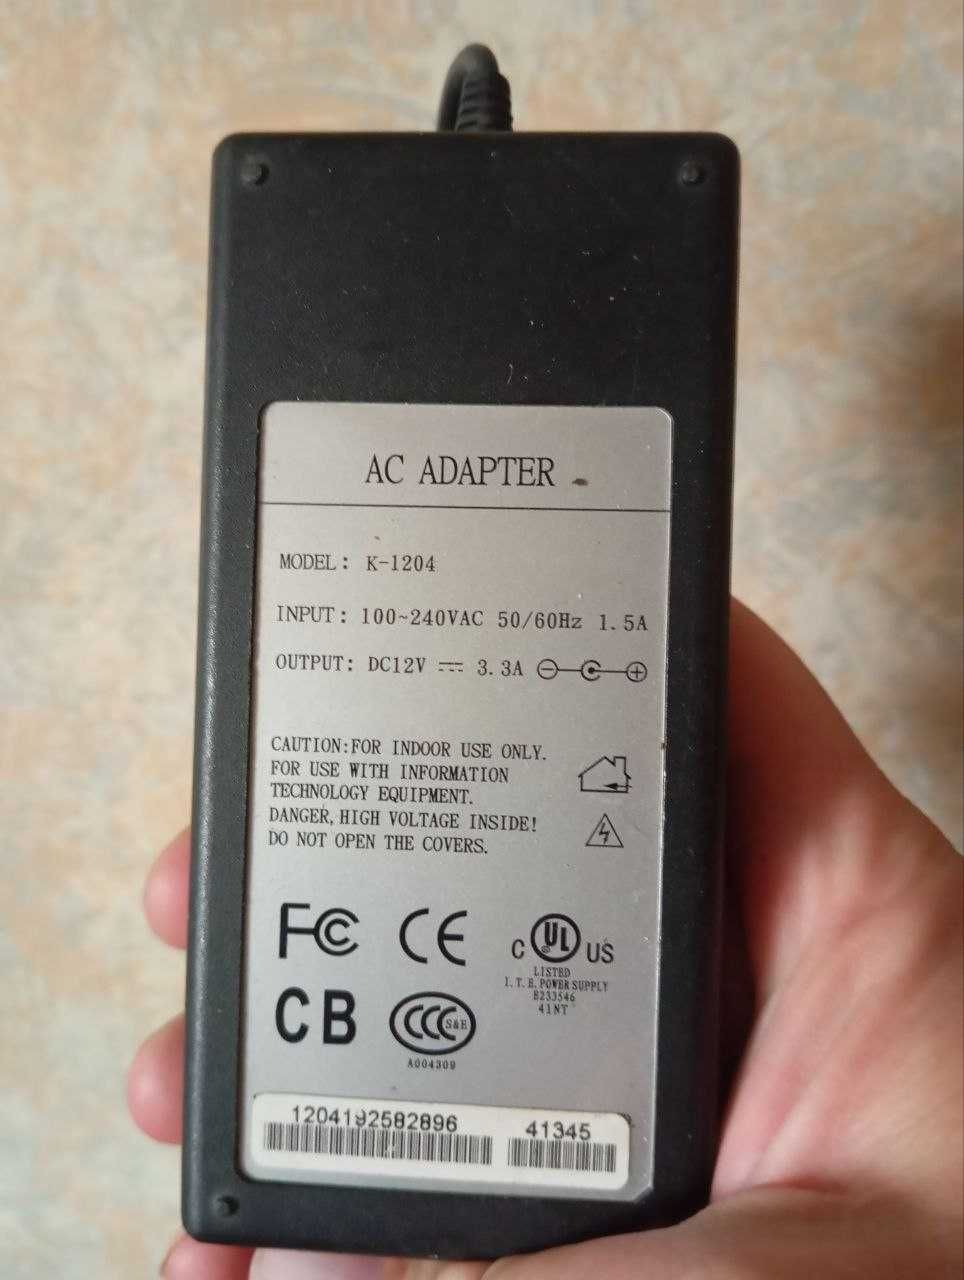 AC ADAPTER
MODEL: K-1204
INPUT: 100~240VAC 50/60Hz 1.5A
OUTPUT: DC12V ⎓ 3.3A
CAUTION:FOR INDOOR USE ONLY.
FOR USE WITH INFORMATION
TECHNOLOGY EQUIPMENT.
DANGER, HIGH VOLTAGE INSIDE!
DO NOT OPEN THE COVERS.
FC CE C UL US
LISTED
I.T.E. POWER SUPPLY
E233546
41NT
CB CCC S&E
A004309
1204192582896 41345